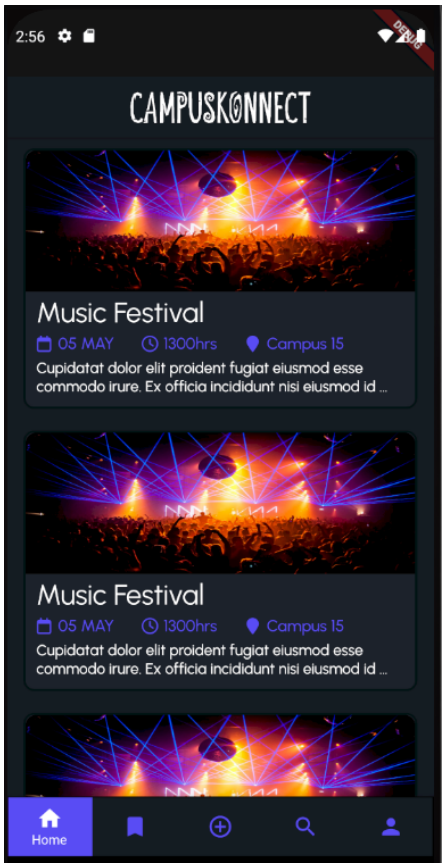 2:56
DEBUG
CAMPUSKONNECT
Music Festival
05 MAY 1300hrs Campus 15
Cupidatat dolor elit proident fugiat eiusmod esse
commodo irure. Ex officia incididunt nisi eiusmod id ...
Music Festival
05 MAY 1300hrs Campus 15
Cupidatat dolor elit proident fugiat eiusmod esse
commodo irure. Ex officia incididunt nisi eiusmod id ...
Home